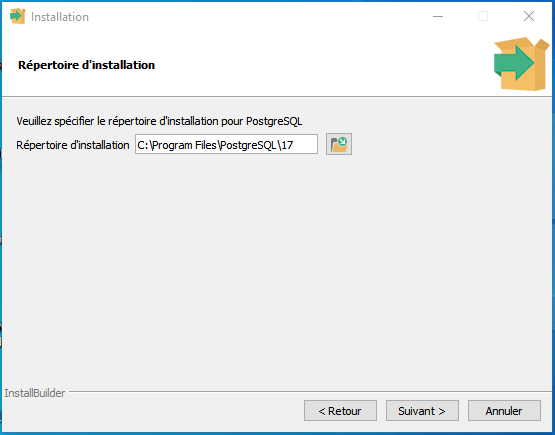 Installation
Répertoire d'installation
Veuillez spécifier le répertoire d'installation pour PostgreSQL
Répertoire d'installation C:\Program Files\PostgreSQL\17
InstallBuilder
< Retour Suivant > Annuler